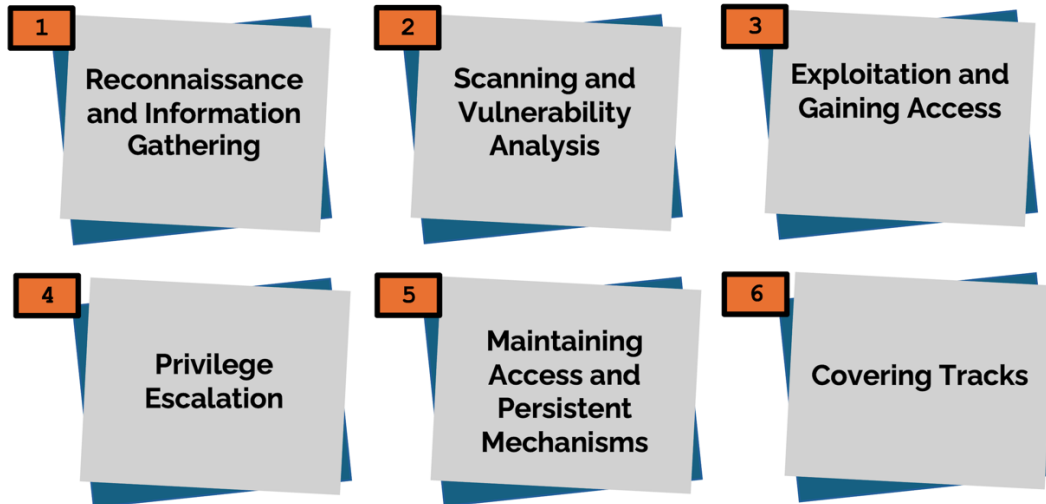 1
Reconnaissance
and Information
Gathering
2
Scanning and
Vulnerability
Analysis
3
Exploitation and
Gaining Access
4
Privilege
Escalation
5
Maintaining
Access and
Persistent
Mechanisms
6
Covering Tracks